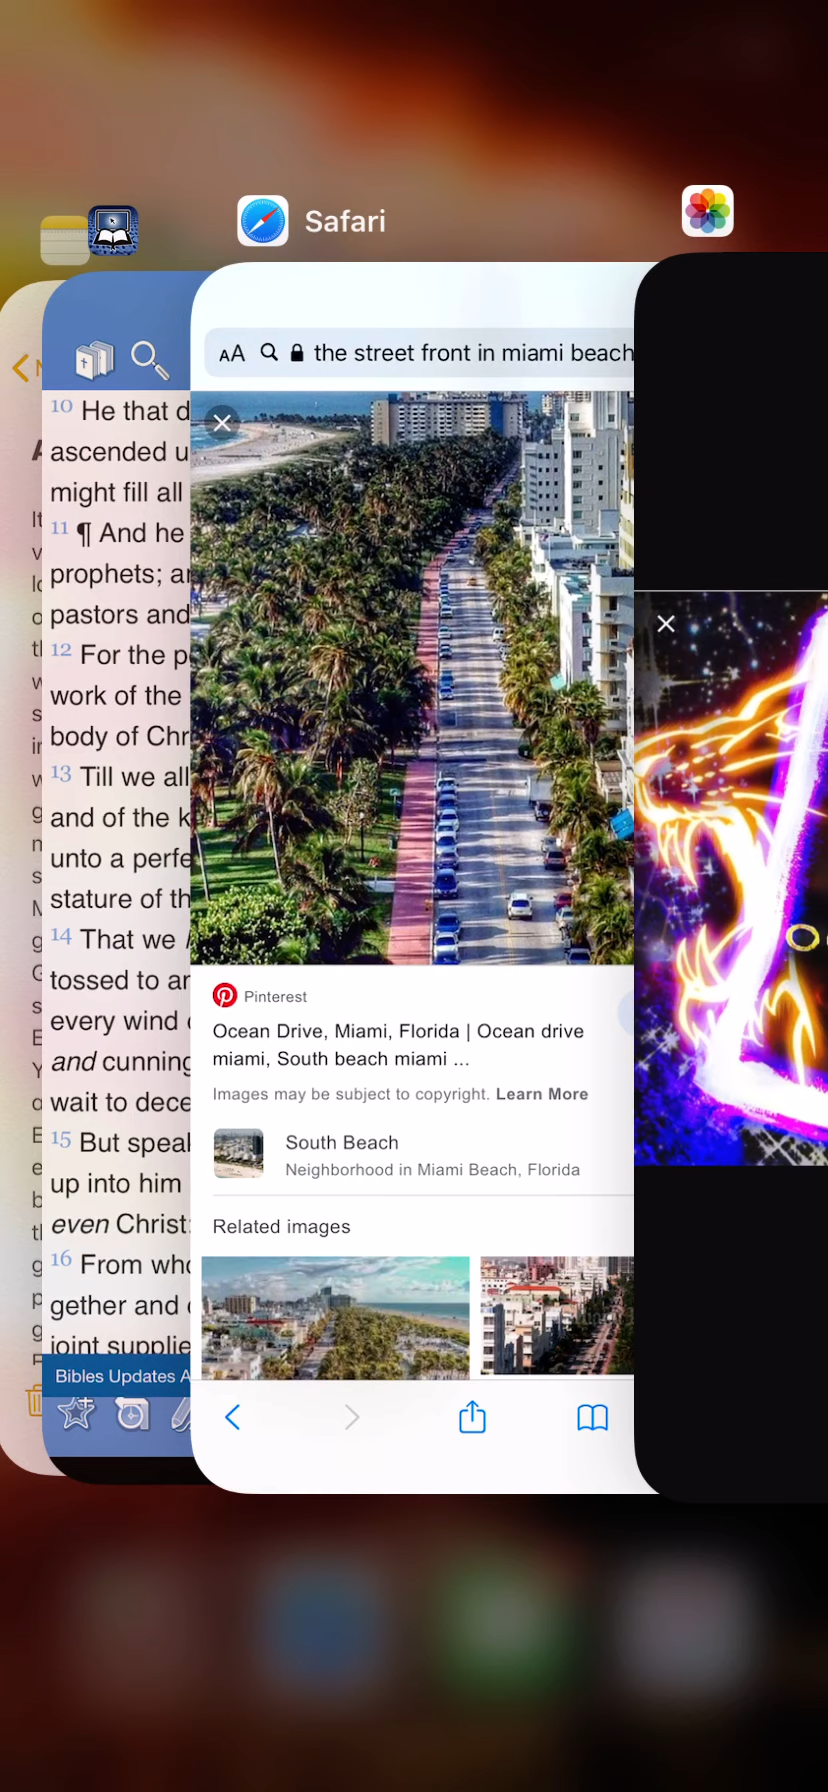 Safari
AA the street front in miami beach
10 He that d
ascended u
might fill all
11 ¶ And he
prophets; ar
pastors and
12 For the p
work of the
body of Chr
13 Till we all
and of the k
unto a perfe
stature of th
14 That we
tossed to ar
every wind
and cunning
wait to dece
15 But speak
up into him
even Christ:
16 From who
gether and
joint supplie
Bibles Updates A
Pinterest
Ocean Drive, Miami, Florida | Ocean drive
miami, South beach miami ...
Images may be subject to copyright. Learn More
South Beach
Neighborhood in Miami Beach, Florida
Related images